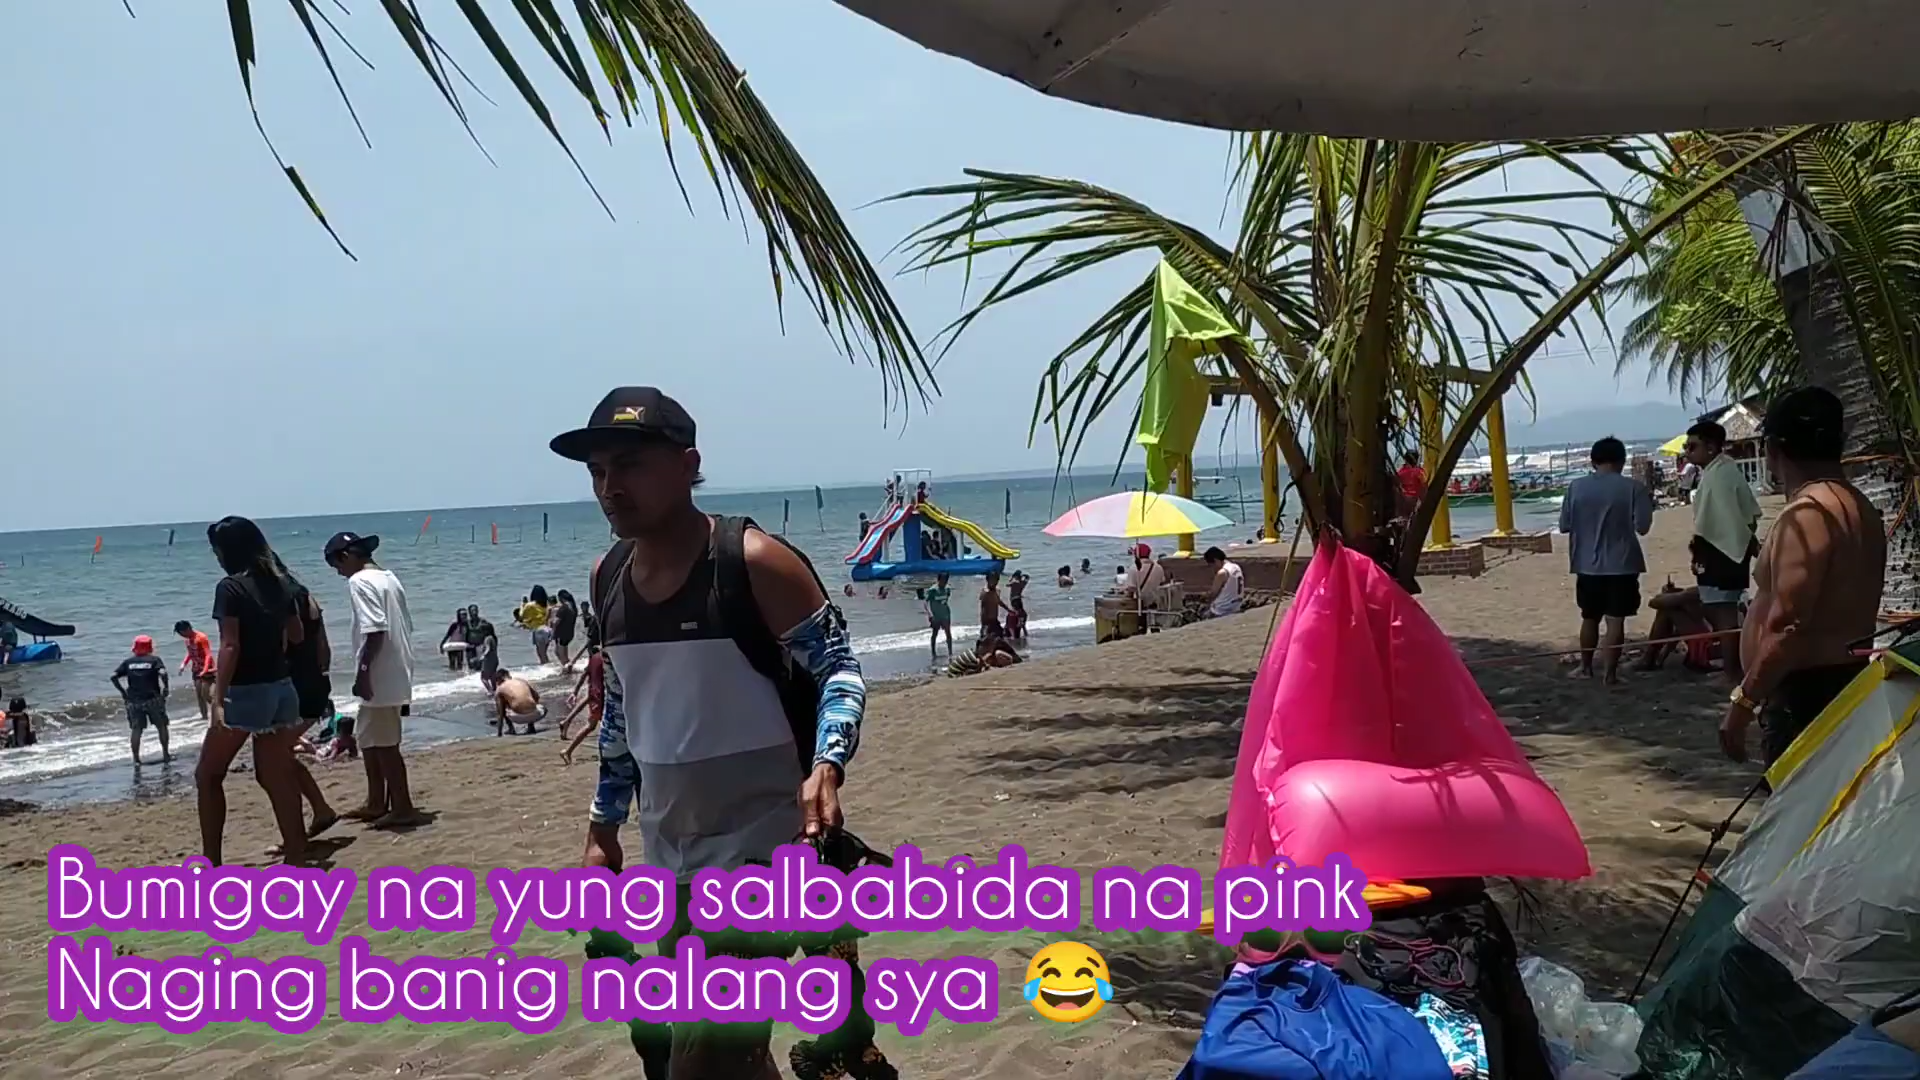 Bumigay na yung salbabida na pink
Naging banig nalang sya 😂